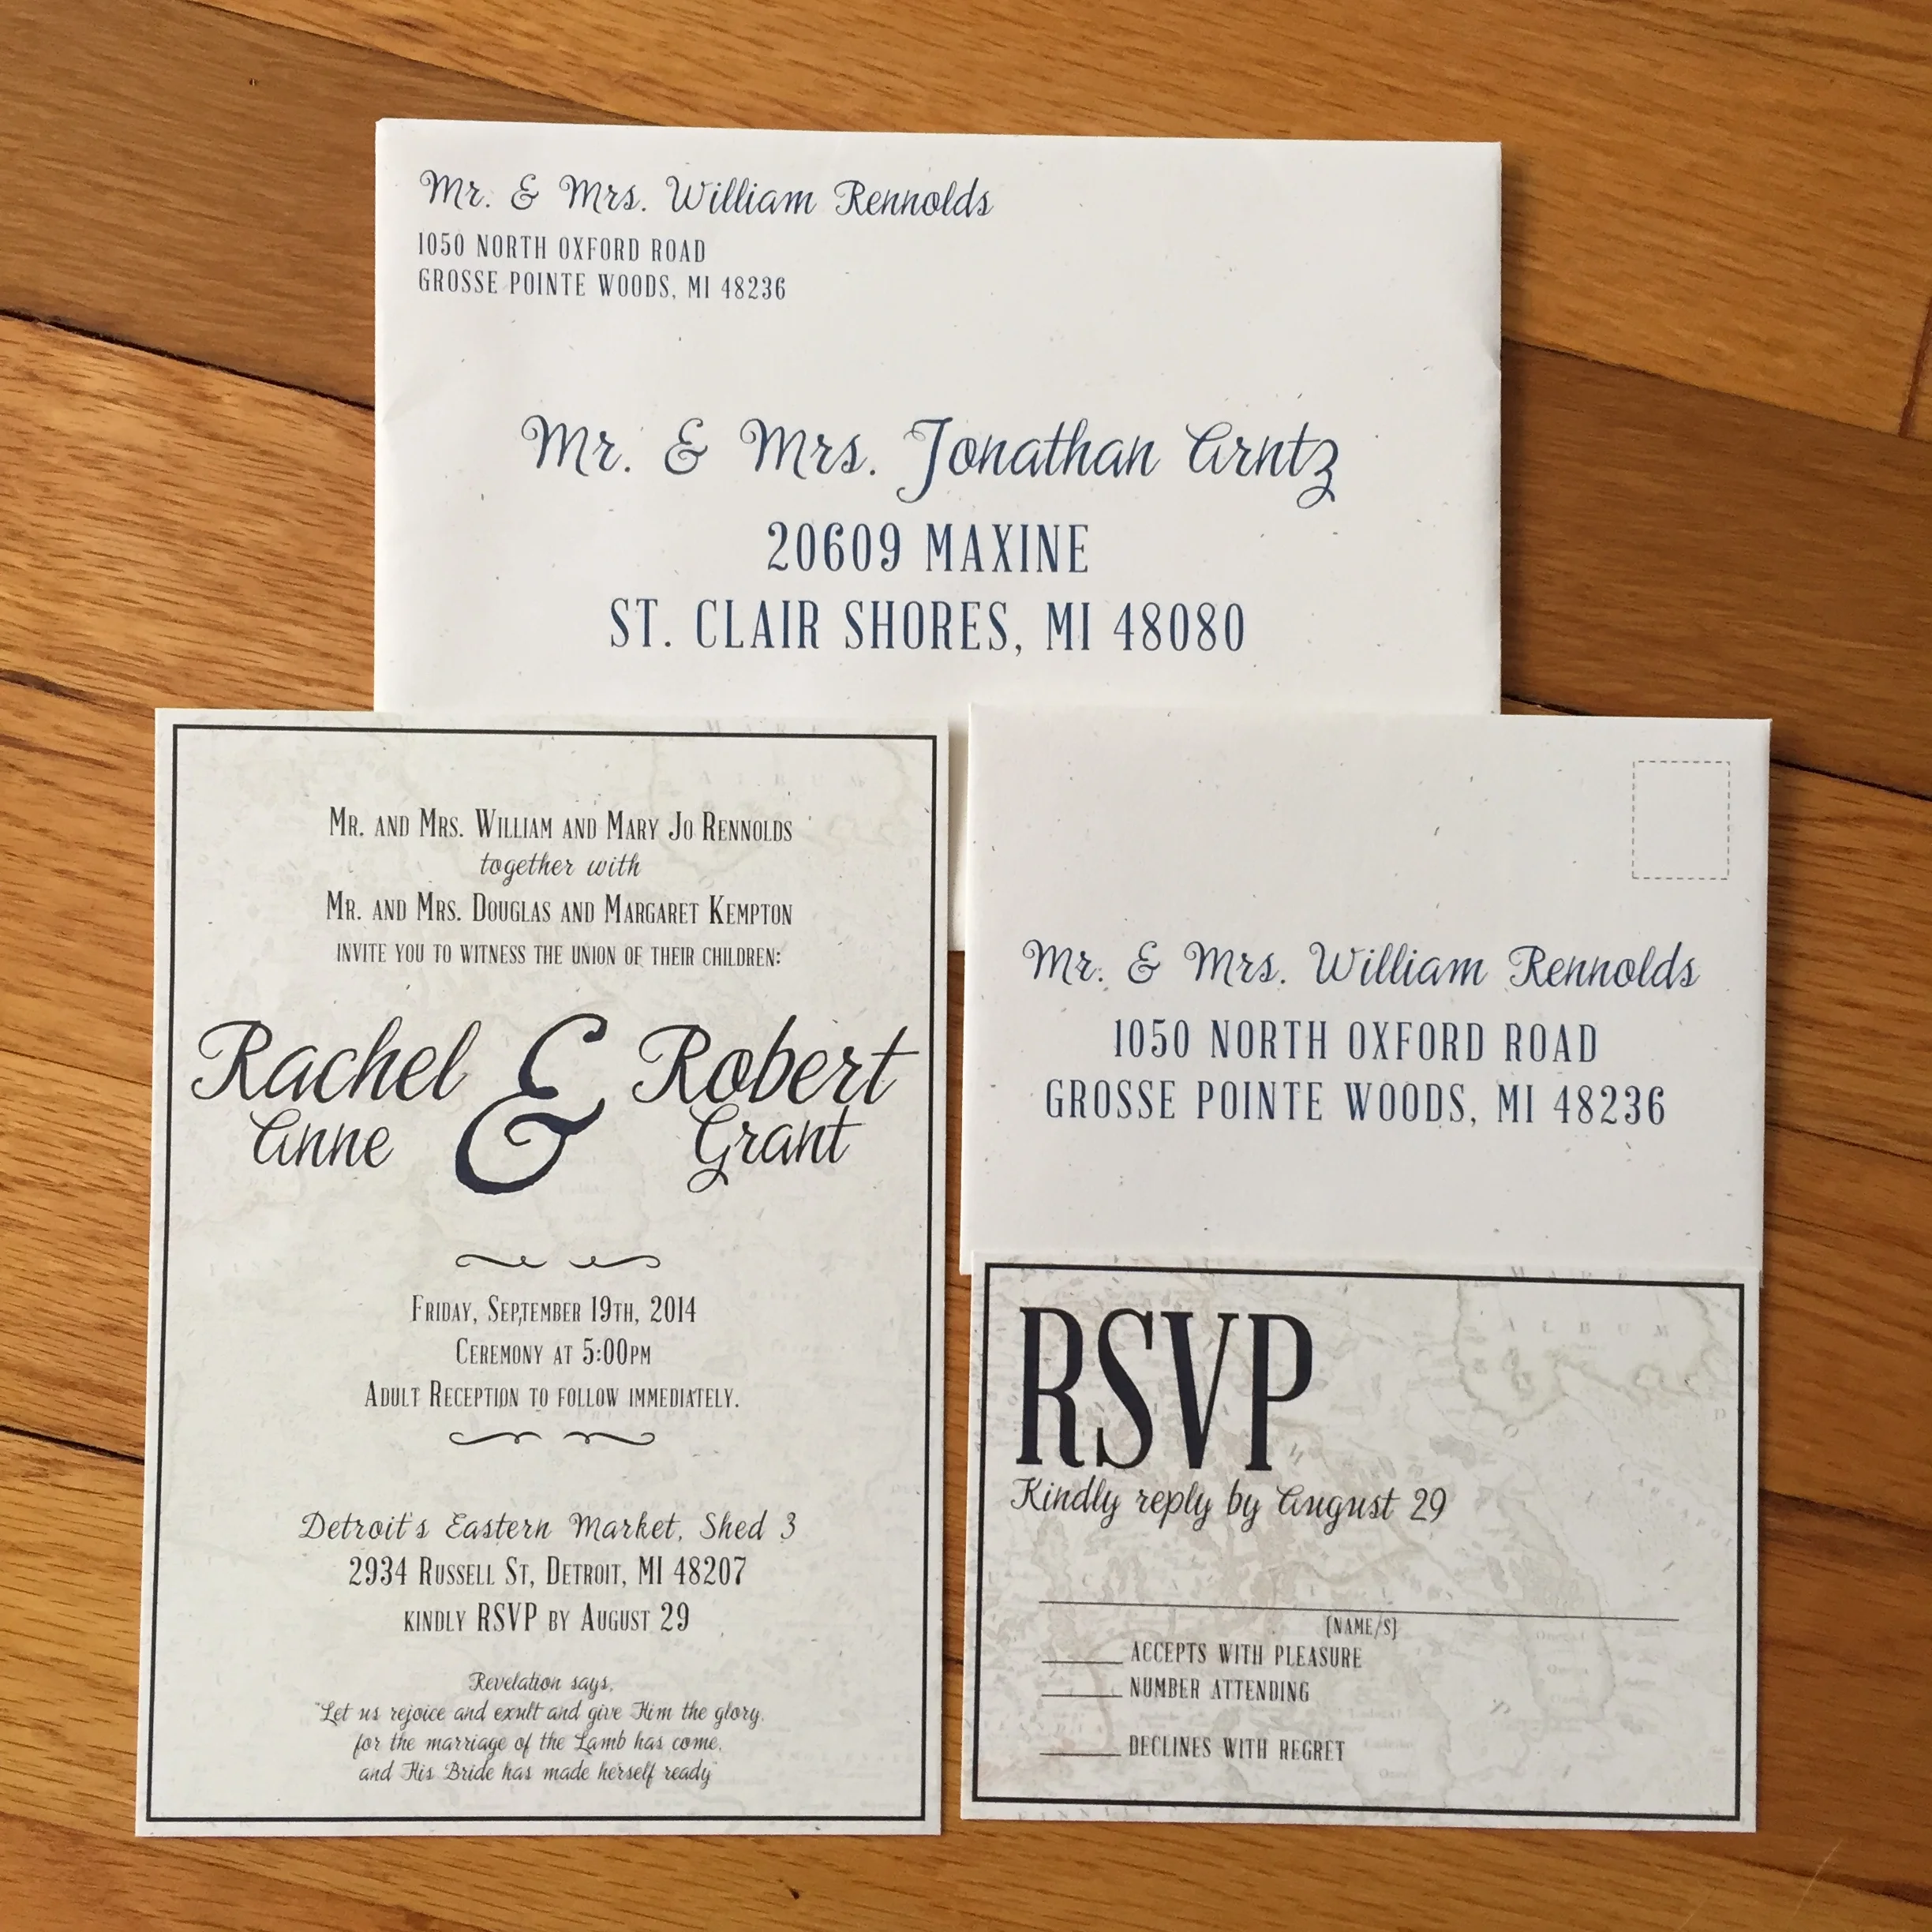 Mr. & Mrs. William Rennolds
1050 NORTH OXFORD ROAD
GROSSE POINTE WOODS, MI 48236
Mr. & Mrs. Jonathan Arntz
20609 MAXINE
ST. CLAIR SHORES, MI 48080
Mr. and Mrs. William and Mary Jo Rennolds
together with
Mr. and Mrs. Douglas and Margaret Kempton
invite you to witness the union of their children:
Rachel & Robert
Anne Grant
Friday, September 19th, 2014
Ceremony at 5:00pm
Adult Reception to follow immediately.
Detroit's Eastern Market, Shed 3
2934 Russell St, Detroit, MI 48207
kindly RSVP by August 29
Revelation says,
"Let us rejoice and exult and give Him the glory,
for the marriage of the Lamb has come,
and His Bride has made herself ready"
Mr. & Mrs. William Rennolds
1050 NORTH OXFORD ROAD
GROSSE POINTE WOODS, MI 48236
RSVP
Kindly reply by August 29
[NAME/S]
ACCEPTS WITH PLEASURE
NUMBER ATTENDING
DECLINES WITH REGRET